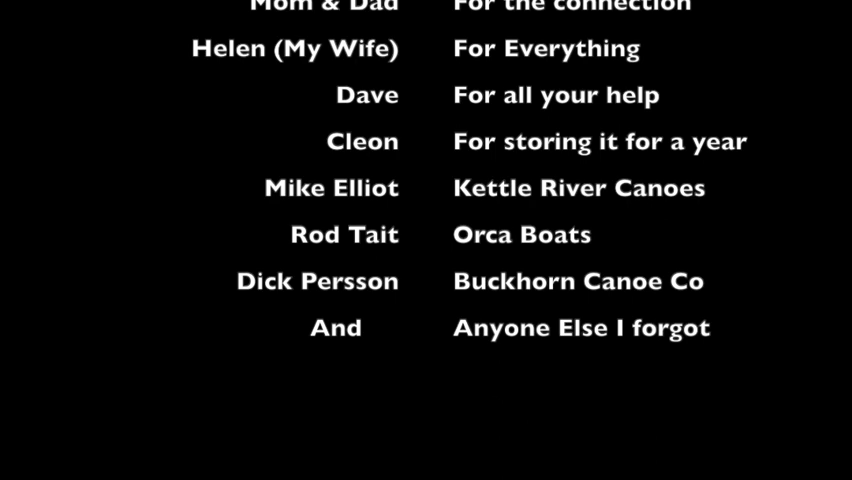 Mom & Dad For the connection
Helen (My Wife) For Everything
Dave For all your help
Cleon For storing it for a year
Mike Elliot Kettle River Canoes
Rod Tait Orca Boats
Dick Persson Buckhorn Canoe Co
And Anyone Else I forgot